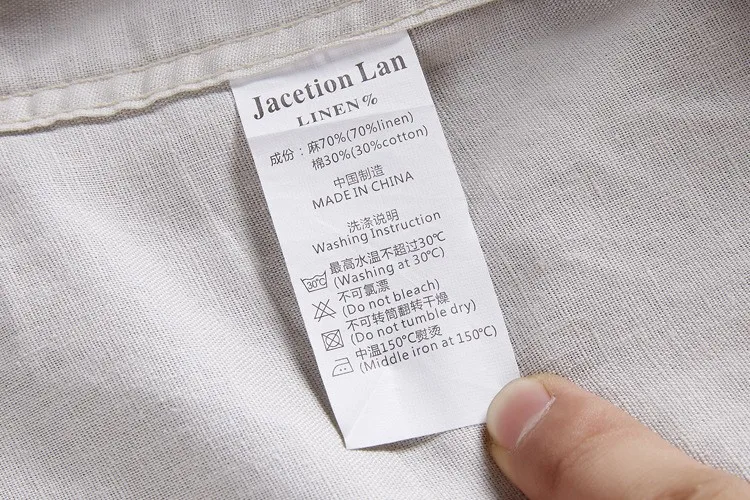 Jacetion Lan
LINEN%
成份：麻70%(70%linen)
棉30%(30%cotton)
中国制造
MADE IN CHINA
洗涤说明
Washing Instruction
30℃ 最高水温不超过30℃
(Washing at 30℃)
不可氯漂
(Do not bleach)
不可转筒翻转干燥
(Do not tumble dry)
中温150℃熨烫
(Middle iron at 150℃)